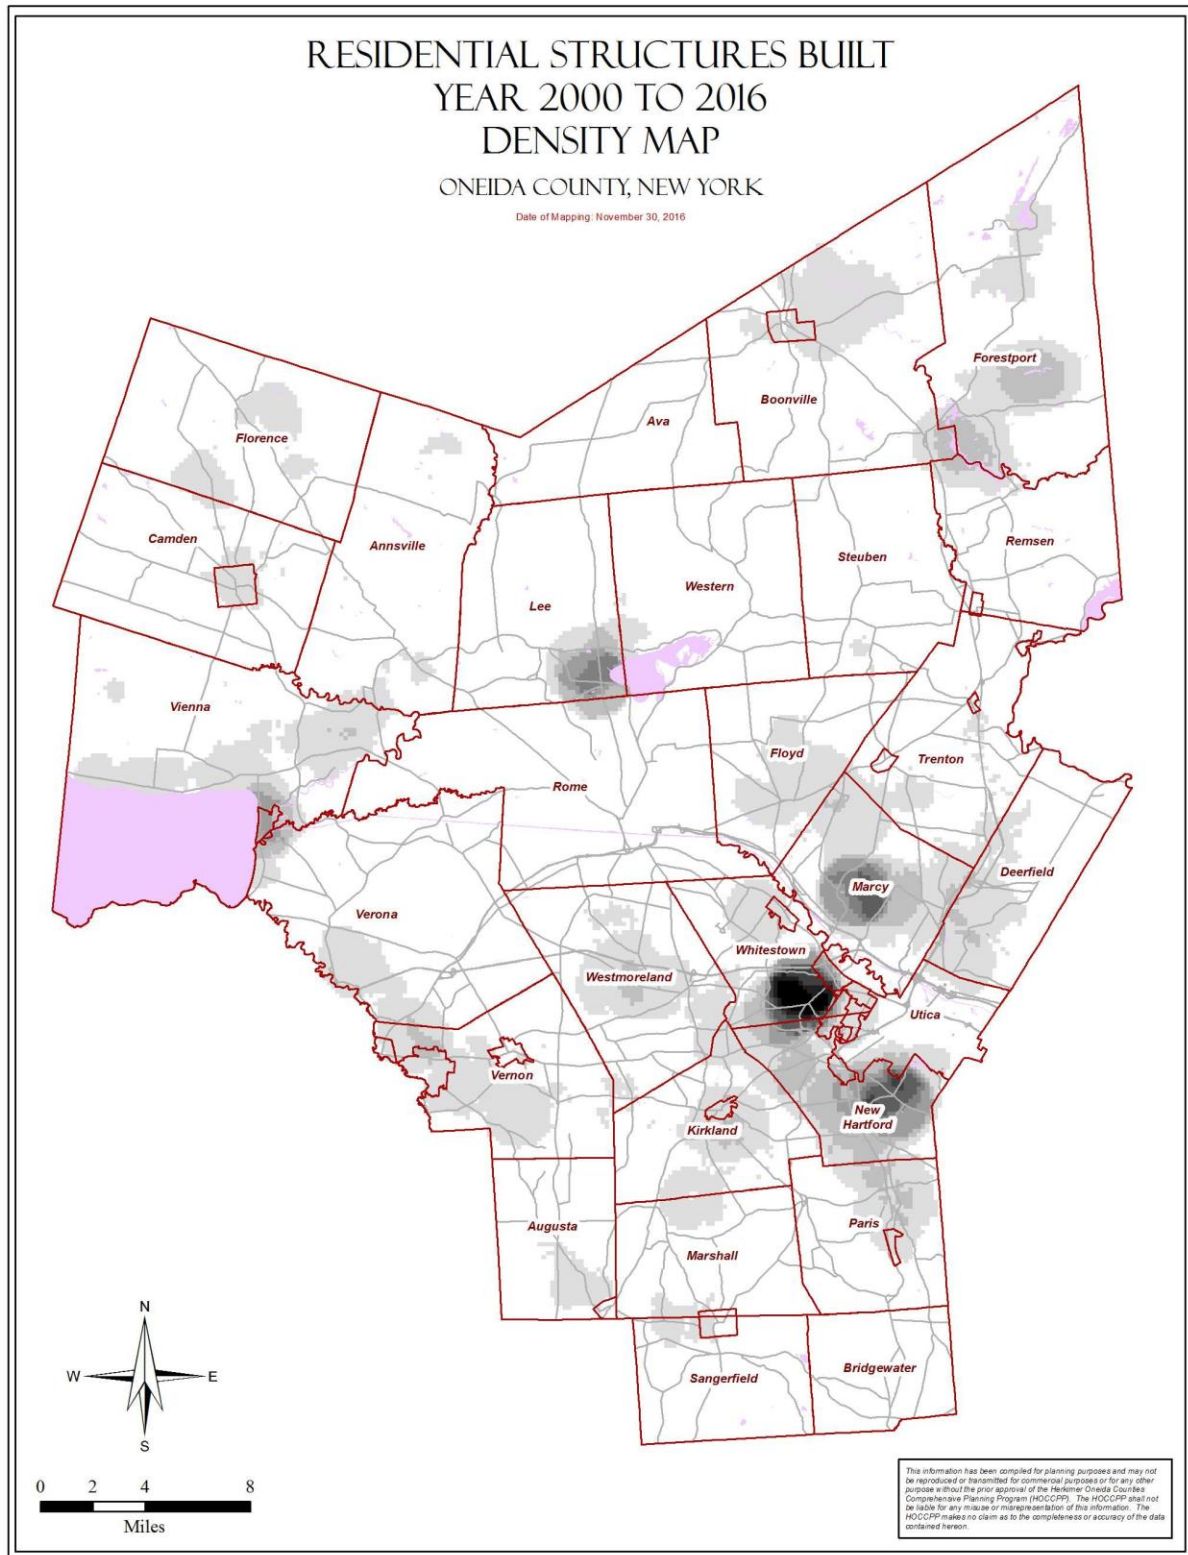 RESIDENTIAL STRUCTURES BUILT
YEAR 2000 TO 2016
DENSITY MAP
ONEIDA COUNTY, NEW YORK
Date of Mapping: November 30, 2016
Forestport
Boonville
Ava
Florence
Camden
Annsville
Remsen
Steuben
Western
Lee
Vienna
Floyd
Trenton
Rome
Deerfield
Marcy
Verona
Whitestown
Westmoreland
Utica
Vernon
New
Hartford
Kirkland
Paris
Augusta
Marshall
Bridgewater
Sangerfield
N
W
E
S
0 2 4 8
Miles
This information has been compiled for planning purposes and may not
be reproduced or transmitted for commercial purposes or for any other
purpose without the prior approval of the Herkimer Oneida Counties
Comprehensive Planning Program (HOCCPP). The HOCCPP shall not
be liable for any misuse or misrepresentation of this information. The
HOCCPP makes no claim as to the completeness or accuracy of the data
contained hereon.